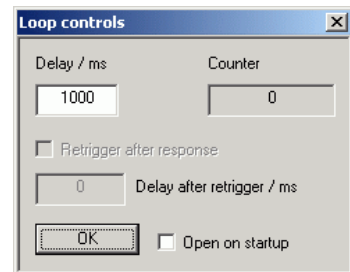 Loop controls
Delay / ms Counter
1000 0
Retrigger after response
0 Delay after retrigger / ms
OK Open on startup